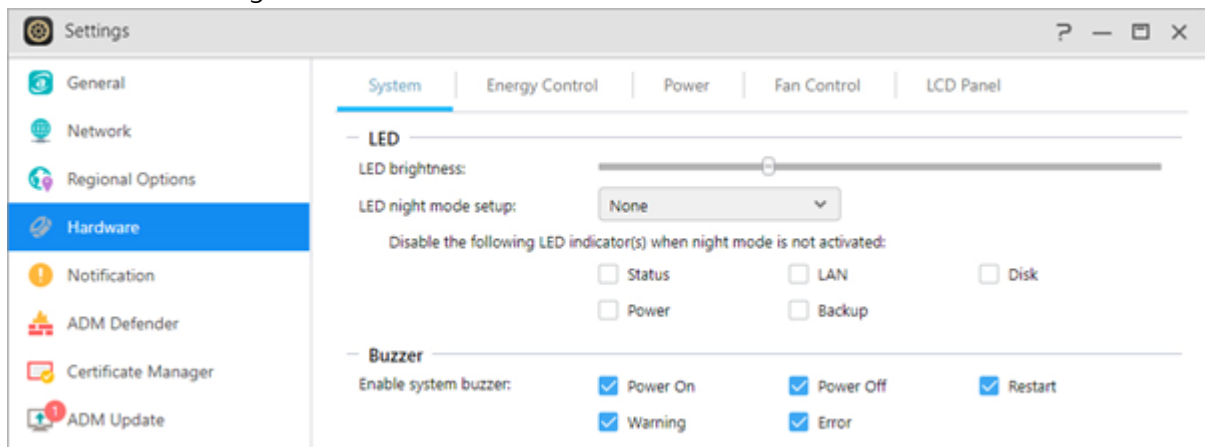 Settings
General
Network
Regional Options
Hardware
Notification
ADM Defender
Certificate Manager
1
ADM Update
System
Energy Control
Power
Fan Control
LCD Panel
LED
LED brightness:
LED night mode setup: None
Disable the following LED indicator(s) when night mode is not activated:
Status LAN Disk
Power Backup
Buzzer
Enable system buzzer: Power On Power Off Restart
Warning Error